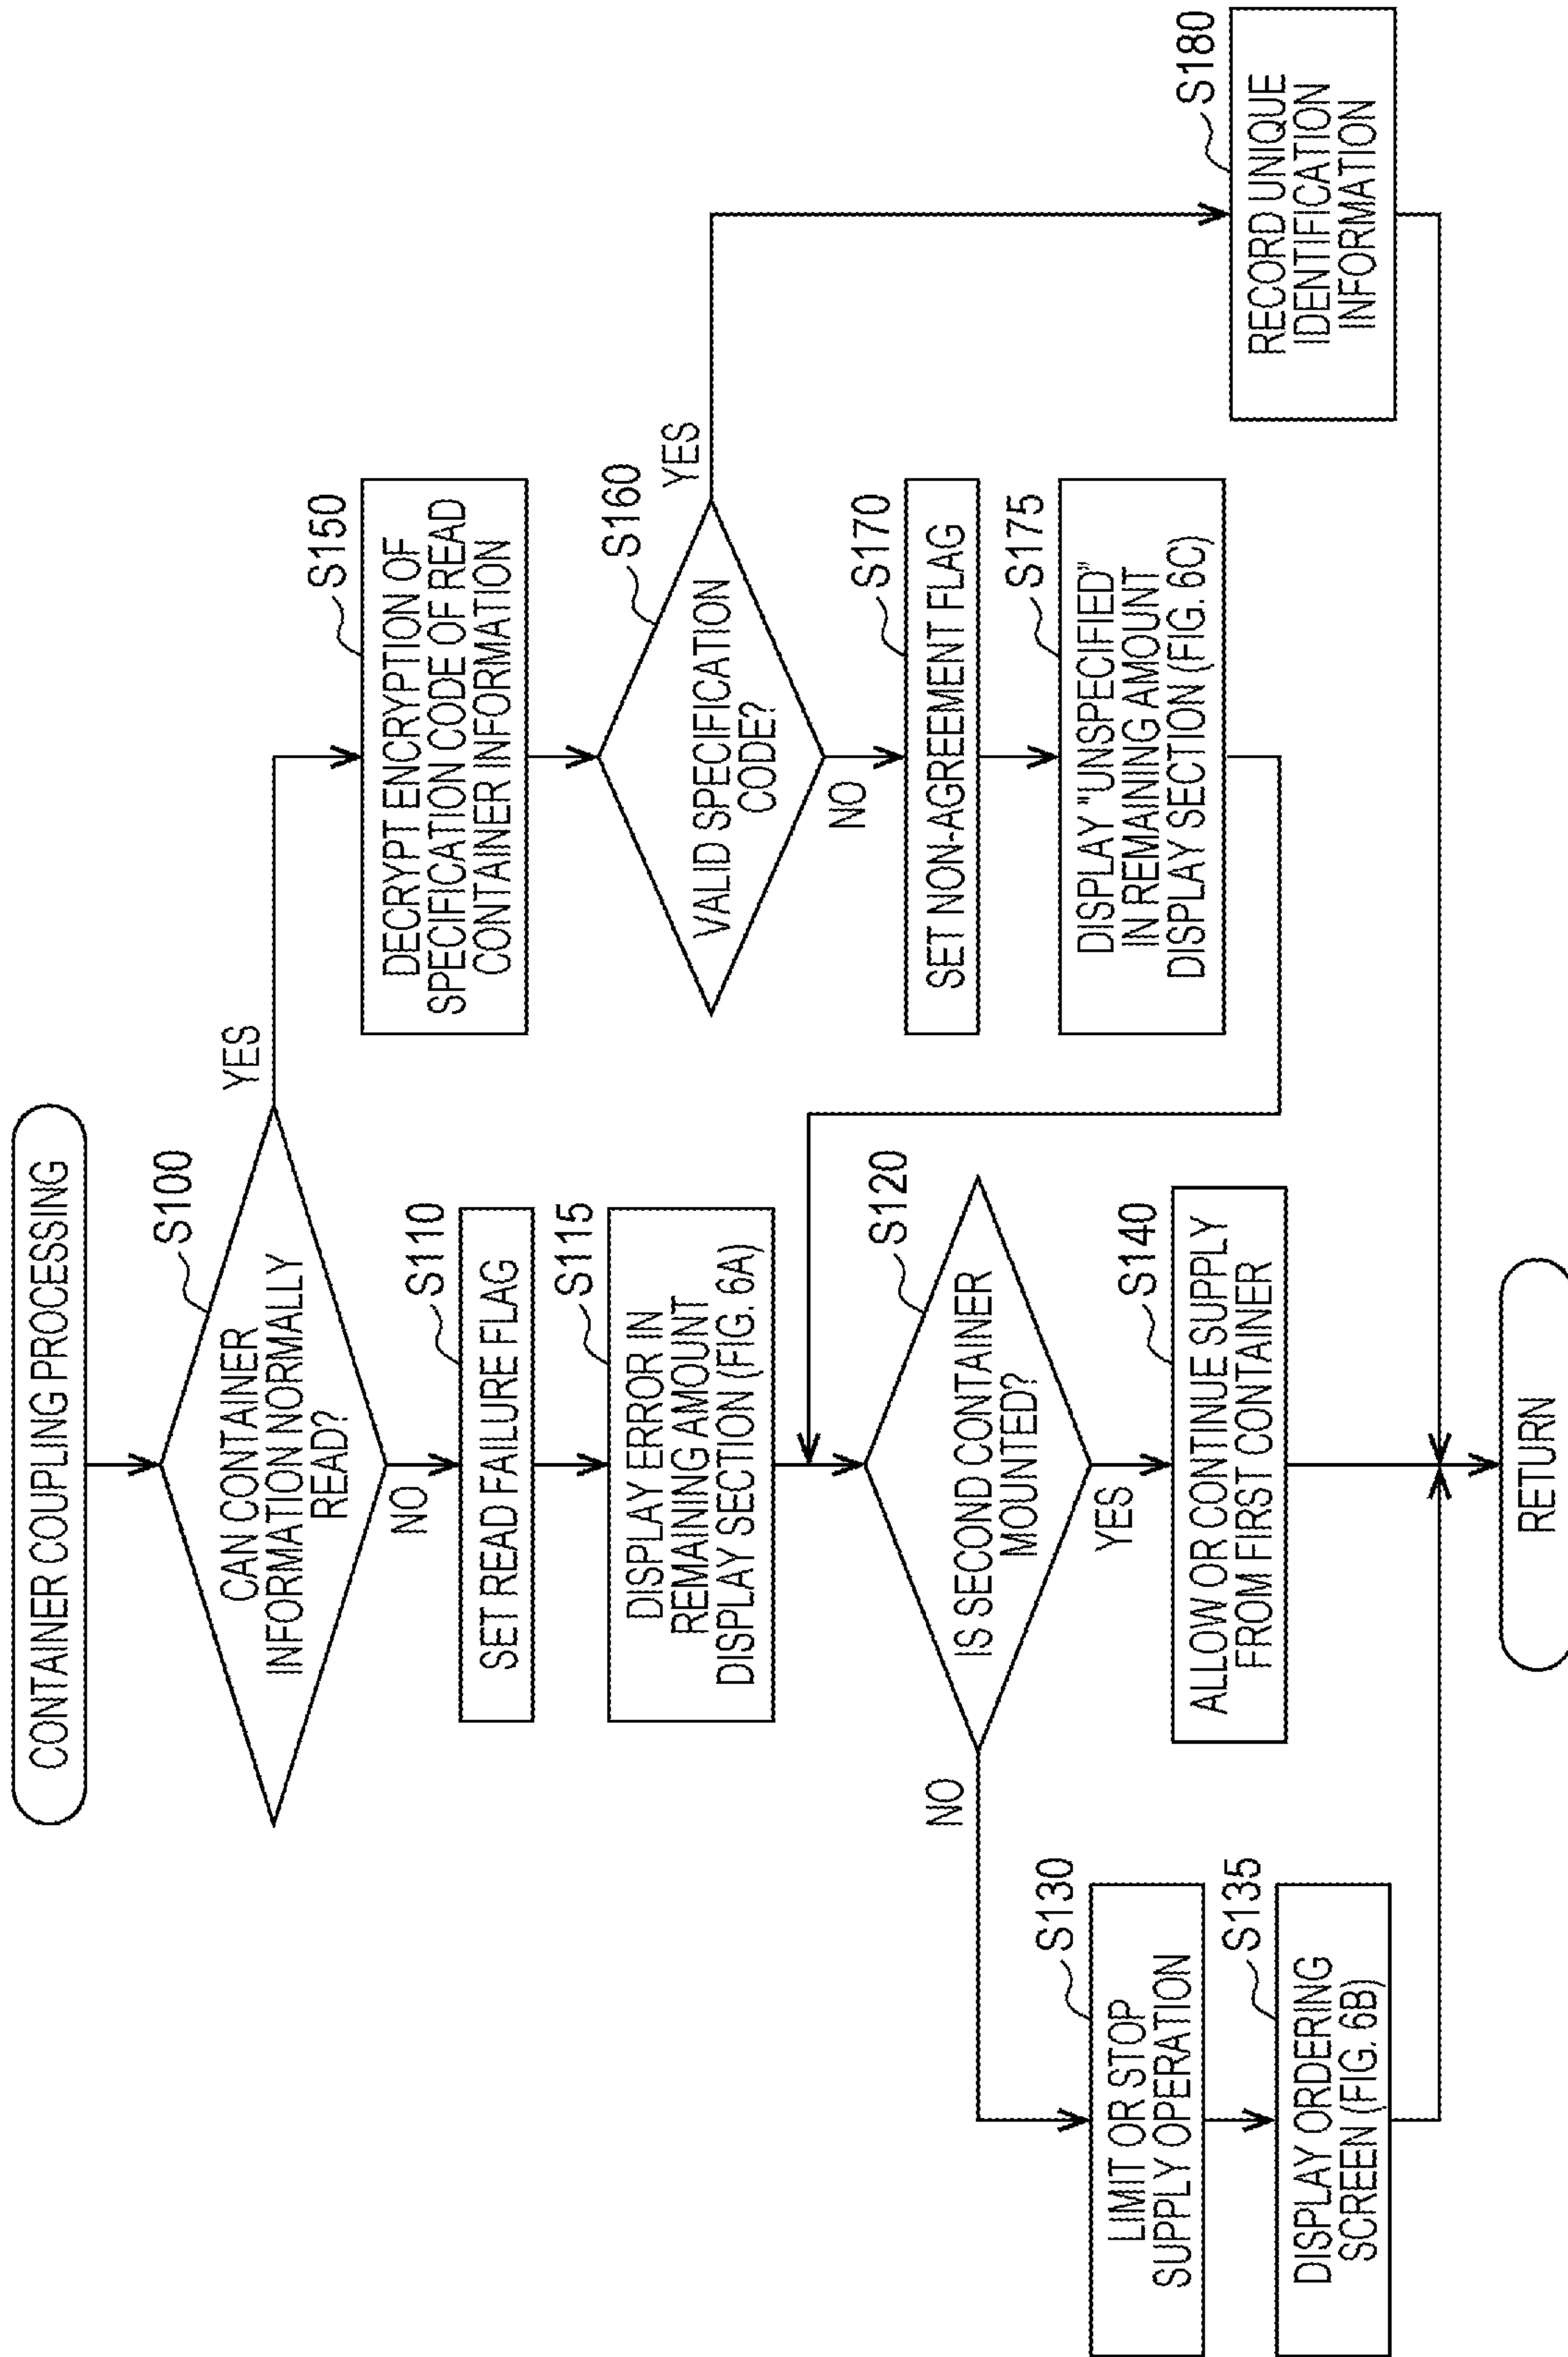 CONTAINER COUPLING PROCESSING
S100
CAN CONTAINER
INFORMATION NORMALLY
READ?
YES
NO
S110
SET READ FAILURE FLAG
S115
DISPLAY ERROR IN
REMAINING AMOUNT
DISPLAY SECTION (FIG. 6A)
S120
IS SECOND CONTAINER
MOUNTED?
NO
YES
S130
LIMIT OR STOP
SUPPLY OPERATION
S135
DISPLAY ORDERING
SCREEN (FIG. 6B)
S140
ALLOW OR CONTINUE SUPPLY
FROM FIRST CONTAINER
S150
DECRYPT ENCRYPTION OF
SPECIFICATION CODE OF READ
CONTAINER INFORMATION
S160
VALID SPECIFICATION
CODE?
YES
NO
S170
SET NON-AGREEMENT FLAG
S175
DISPLAY "UNSPECIFIED"
IN REMAINING AMOUNT
DISPLAY SECTION (FIG. 6C)
S180
RECORD UNIQUE
IDENTIFICATION
INFORMATION
RETURN